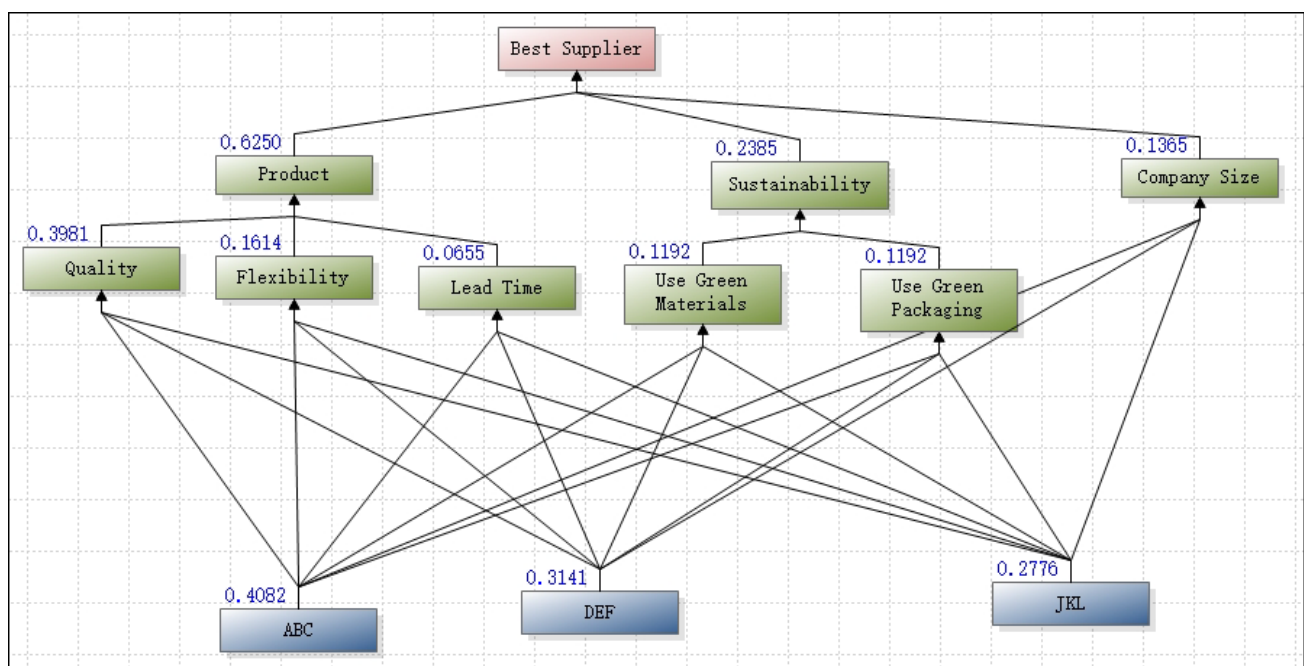 Best Supplier
0.6250
Product
0.2385
Sustainability
0.1365
Company Size
0.3981
Quality
0.1614
Flexibility
0.0655
Lead Time
0.1192
Use Green
Materials
0.1192
Use Green
Packaging
0.4082
ABC
0.3141
DEF
0.2776
JKL